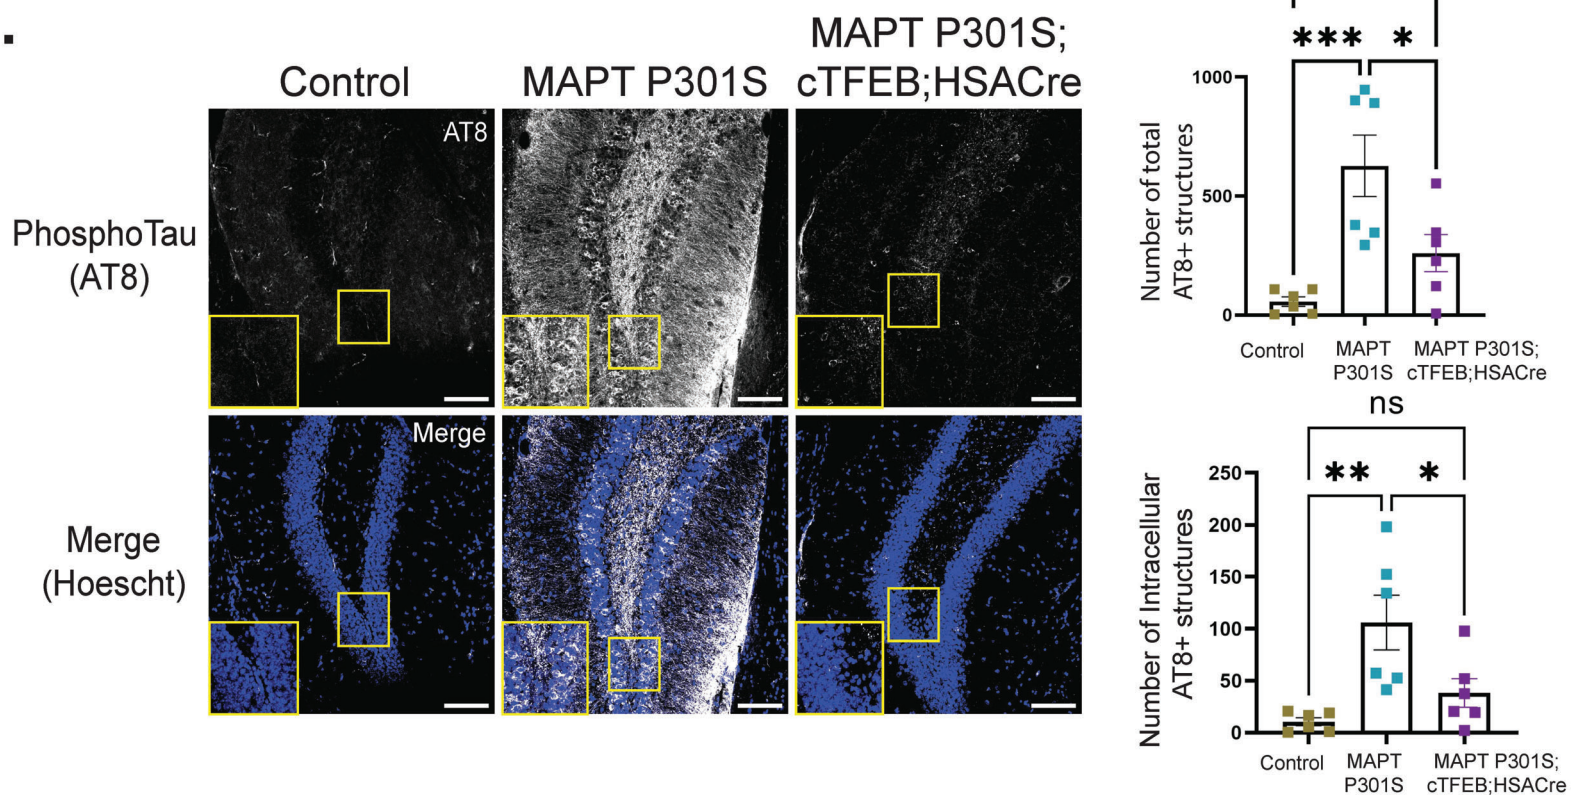 .
Control
MAPT P301S
MAPT P301S;
cTFEB;HSACre
PhosphoTau
(AT8)
AT8
Merge
(Hoescht)
Merge
*** *
Number of total
AT8+ structures
1000
500
0
Control
MAPT
P301S
MAPT P301S;
cTFEB;HSACre
ns
** *
Number of Intracellular
AT8+ structures
250
200
150
100
50
0
Control
MAPT
P301S
MAPT P301S;
cTFEB;HSACre